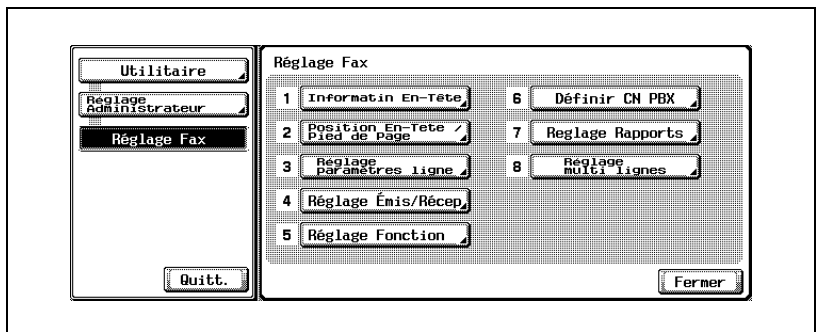 Utilitaire
Réglage
Administrateur
Réglage Fax
Quitt.
Réglage Fax
1 Informatin En-Tête
2 Position En-Tete /
Pied de Page
3 Réglage
paramètres ligne
4 Réglage Émis/Récep
5 Réglage Fonction
6 Définir CN PBX
7 Reglage Rapports
8 Réglage
multi lignes
Fermer